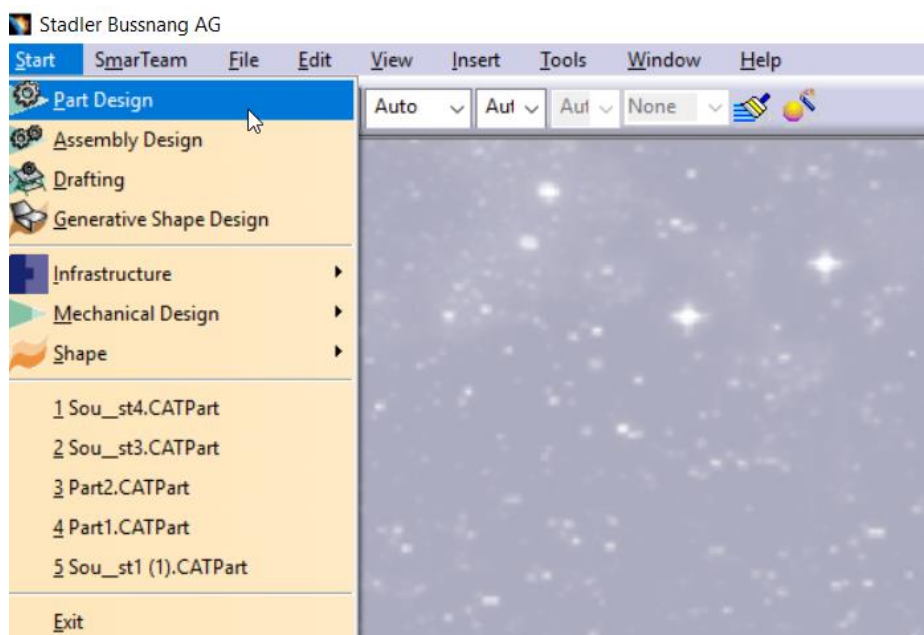 Stadler Bussnang AG
Start SmarTeam File Edit View Insert Tools Window Help
Part Design
Auto Aut Aut None
Assembly Design
Drafting
Generative Shape Design
Infrastructure
Mechanical Design
Shape
1 Sou__st4.CATPart
2 Sou__st3.CATPart
3 Part2.CATPart
4 Part1.CATPart
5 Sou__st1 (1).CATPart
Exit